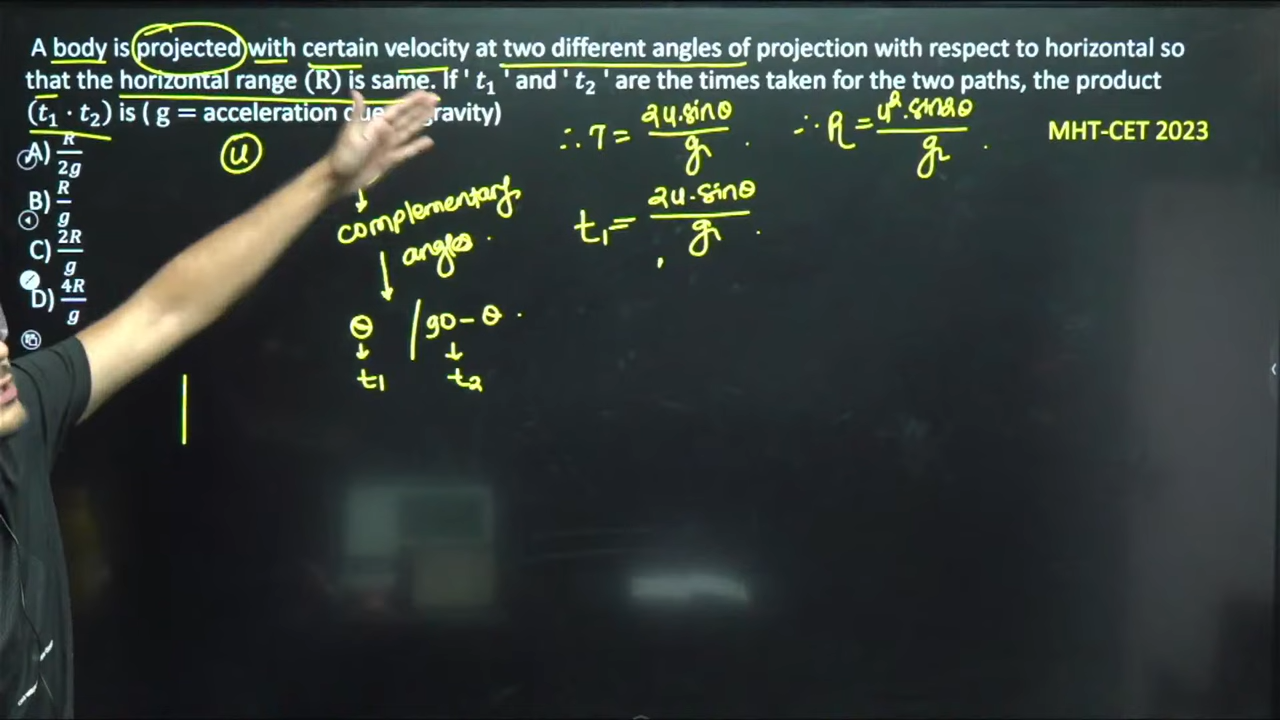 A body is projected with certain velocity at two different angles of projection with respect to horizontal so
that the horizontal range (R) is same. If ' t₁ ' and ' t₂ ' are the times taken for the two paths, the product
(t₁ · t₂) is ( g = acceleration due gravity)
MHT-CET 2023
A) R/2g
B) R/g
C) 2R/g
D) 4R/g
u
complementary
angles.
θ / 90 - θ.
t₁ t₂
∴ T = 2u.sinθ/g.
∴ R = u².sin2θ/g.
t₁ = 2u.sinθ/g.